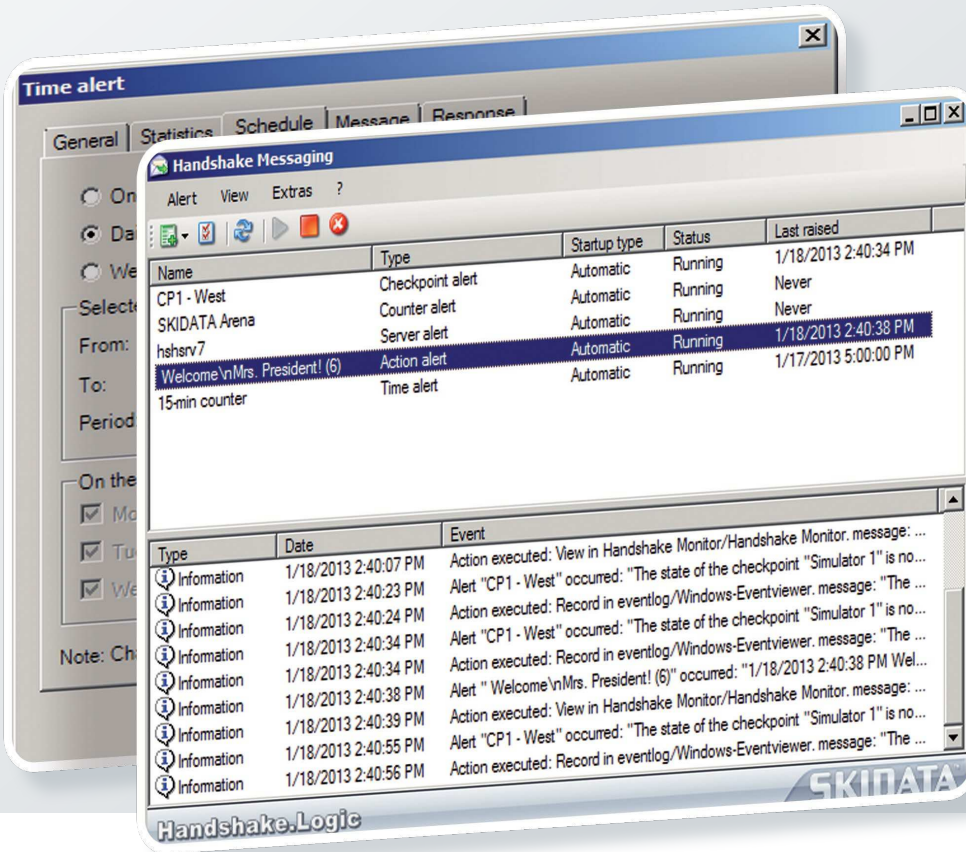 Time alert
General Statistics Schedule Message Response
On
Dai
We
Selecte
From:
To:
Period:
On the
Mo
Tu
We
Note: Cha
Handshake Messaging
Alert View Extras ?
Name Type Startup type Status Last raised
CP1 - West Checkpoint alert Automatic Running 1/18/2013 2:40:34 PM
SKIDATA Arena Counter alert Automatic Running Never
hshsrv7 Server alert Automatic Running Never
Welcome\nMrs. President! (6) Action alert Automatic Running 1/18/2013 2:40:38 PM
15-min counter Time alert Automatic Running 1/17/2013 5:00:00 PM
Type Date Event
Information 1/18/2013 2:40:07 PM Action executed: View in Handshake Monitor/Handshake Monitor. message: ...
Information 1/18/2013 2:40:23 PM Alert "CP1 - West" occurred: "The state of the checkpoint "Simulator 1" is no...
Information 1/18/2013 2:40:24 PM Action executed: Record in eventlog/Windows-Eventviewer. message: "The ...
Information 1/18/2013 2:40:34 PM Alert "CP1 - West" occurred: "The state of the checkpoint "Simulator 1" is no...
Information 1/18/2013 2:40:34 PM Action executed: Record in eventlog/Windows-Eventviewer. message: "The ...
Information 1/18/2013 2:40:38 PM Alert " Welcome\nMrs. President! (6)" occurred: "1/18/2013 2:40:38 PM Wel...
Information 1/18/2013 2:40:39 PM Action executed: View in Handshake Monitor/Handshake Monitor. message: ...
Information 1/18/2013 2:40:55 PM Alert "CP1 - West" occurred: "The state of the checkpoint "Simulator 1" is no...
Information 1/18/2013 2:40:56 PM Action executed: Record in eventlog/Windows-Eventviewer. message: "The ...
Handshake.Logic SKIDATA